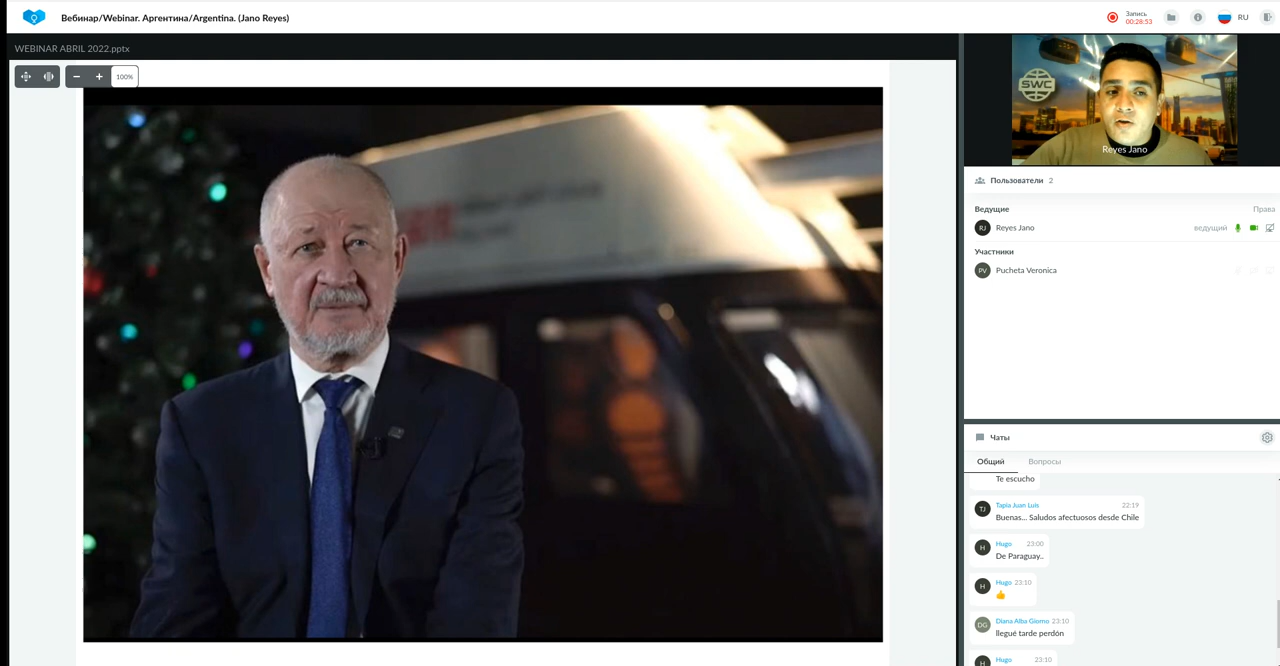 Вебинар/Webinar. Аргентина/Argentina. (Jano Reyes)
Запись
00:28:53
RU
WEBINAR ABRIL 2022.pptx
100%
SWC
Reyes Jano
Пользователи 2
Ведущие Права
RJ Reyes Jano ведущий
Участники
PV Pucheta Veronica
Чаты
Общий Вопросы
Te escucho
TJ Tapia Juan Luis 22:19
Buenas... Saludos afectuosos desde Chile
H Hugo 23:00
De Paraguay..
H Hugo 23:10
👍
DG Diana Alba Giorno 23:10
llegué tarde perdón
H Hugo 23:10